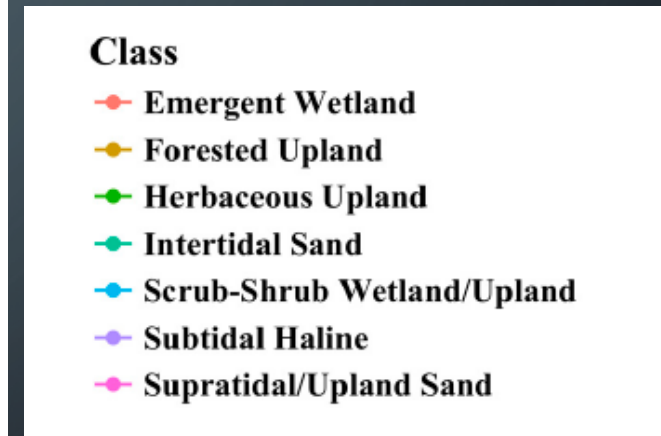 Class
Emergent Wetland
Forested Upland
Herbaceous Upland
Intertidal Sand
Scrub-Shrub Wetland/Upland
Subtidal Haline
Supratidal/Upland Sand